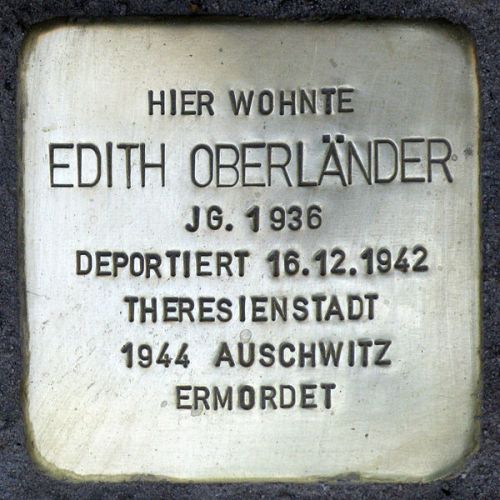 HIER WOHNTE
EDITH OBERLÄNDER
JG. 1936
DEPORTIERT 16.12.1942
THERESIENSTADT
1944 AUSCHWITZ
ERMORDET